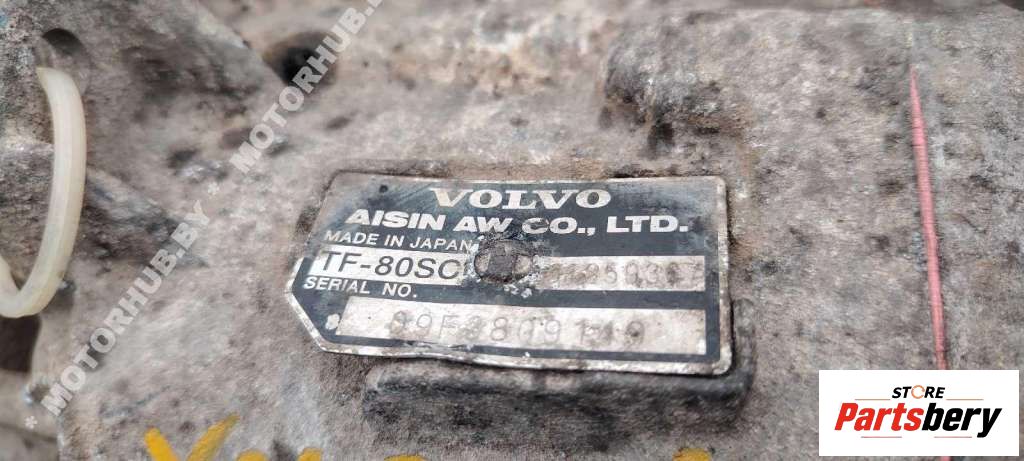 MOTORHUB.BY
MOTORHUB.BY
VOLVO
AISIN AW CO., LTD.
MADE IN JAPAN
TF-80SC
SERIAL NO.
STORE
Partsbery